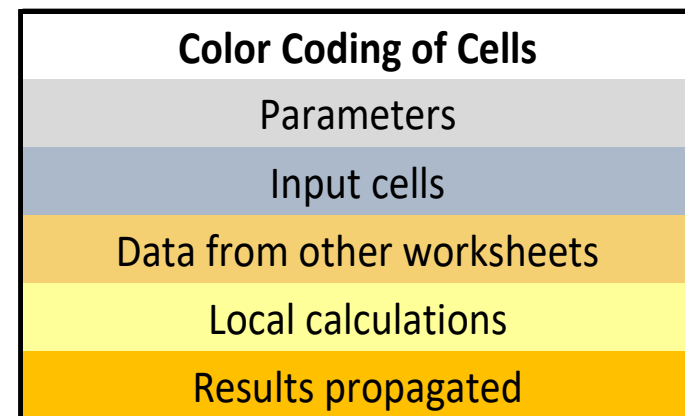 Color Coding of Cells
Parameters
Input cells
Data from other worksheets
Local calculations
Results propagated